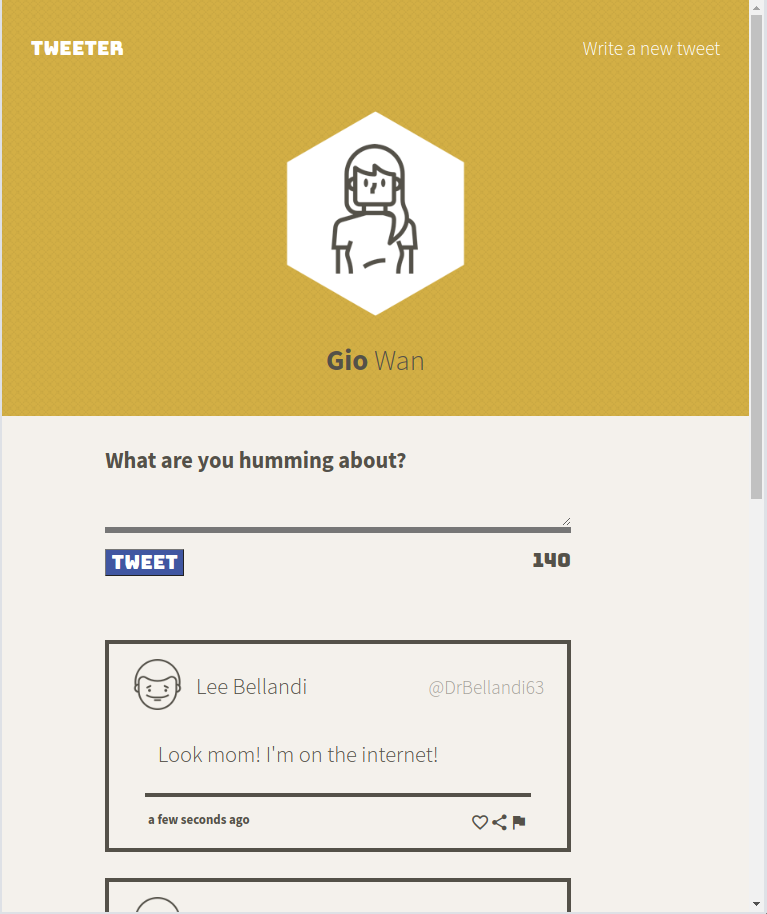 TWEETER
Write a new tweet
Gio Wan
What are you humming about?
TWEET
140
Lee Bellandi
@DrBellandi63
Look mom! I'm on the internet!
a few seconds ago